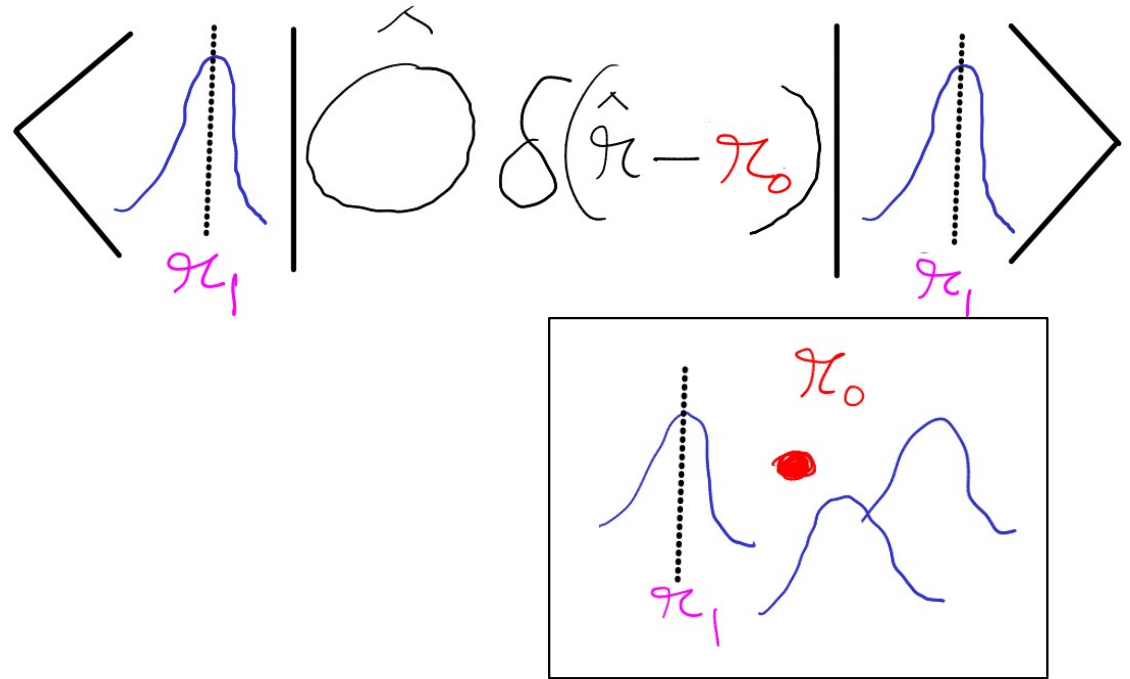 ⟨ | Ô δ(r̂ − r₀) | ⟩
r₁ r₁
r₀
r₁